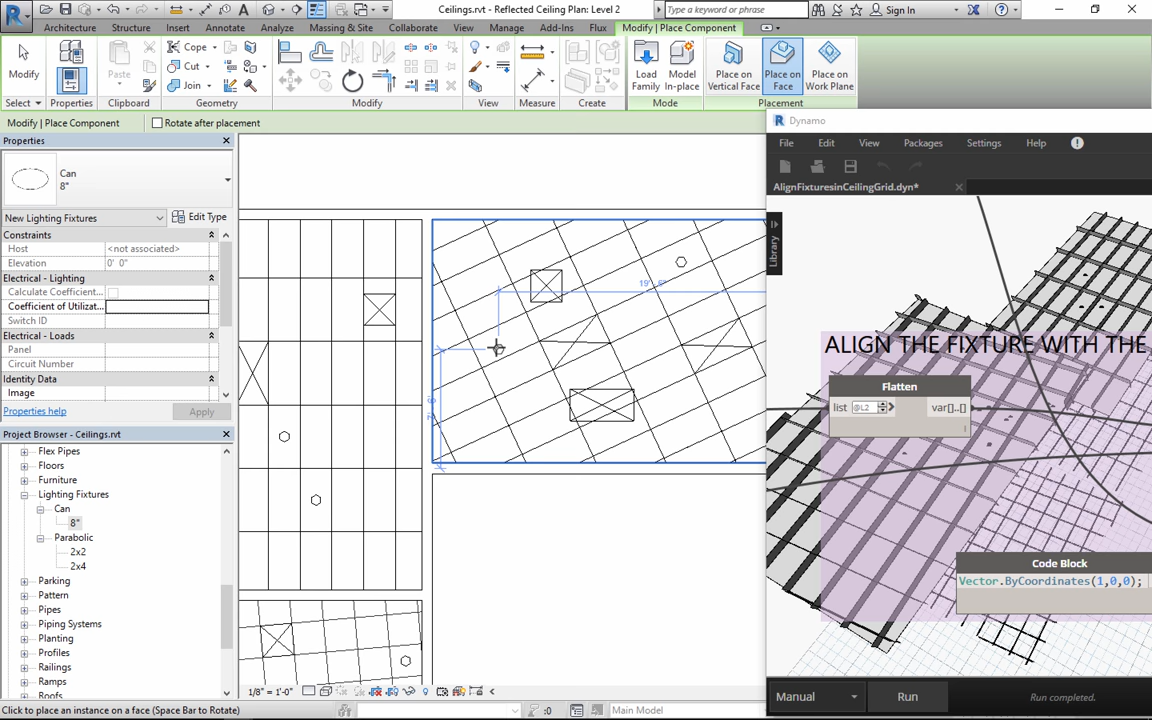 Ceilings.rvt - Reflected Ceiling Plan: Level 2
Type a keyword or phrase
Sign In
Architecture Structure Insert Annotate Analyze Massing & Site Collaborate View Manage Add-Ins Flux Modify | Place Component
Modify
Paste
Cope
Cut
Join
Load Family
Model In-place
Place on Vertical Face
Place on Face
Place on Work Plane
Select Properties Clipboard Geometry Modify View Measure Create Mode Placement
Modify | Place Component
Rotate after placement
Properties
Can
8"
New Lighting Fixtures
Edit Type
Constraints
Host <not associated>
Elevation 0' 0"
Electrical - Lighting
Calculate Coefficient...
Coefficient of Utilizat...
Switch ID
Electrical - Loads
Panel
Circuit Number
Identity Data
Image
Properties help
Apply
Project Browser - Ceilings.rvt
Flex Pipes
Floors
Furniture
Lighting Fixtures
Can
8"
Parabolic
2x2
2x4
Parking
Pattern
Pipes
Piping Systems
Planting
Profiles
Railings
Ramps
Roofs
1/8" = 1'-0"
Click to place an instance on a face (Space Bar to Rotate)
:0
Main Model
Dynamo
File Edit View Packages Settings Help
AlignFixturesinCeilingGrid.dyn*
Library
ALIGN THE FIXTURE WITH THE
Flatten
list @L2 var[]..[]
Code Block
Vector.ByCoordinates(1,0,0);
Manual
Run
Run completed.